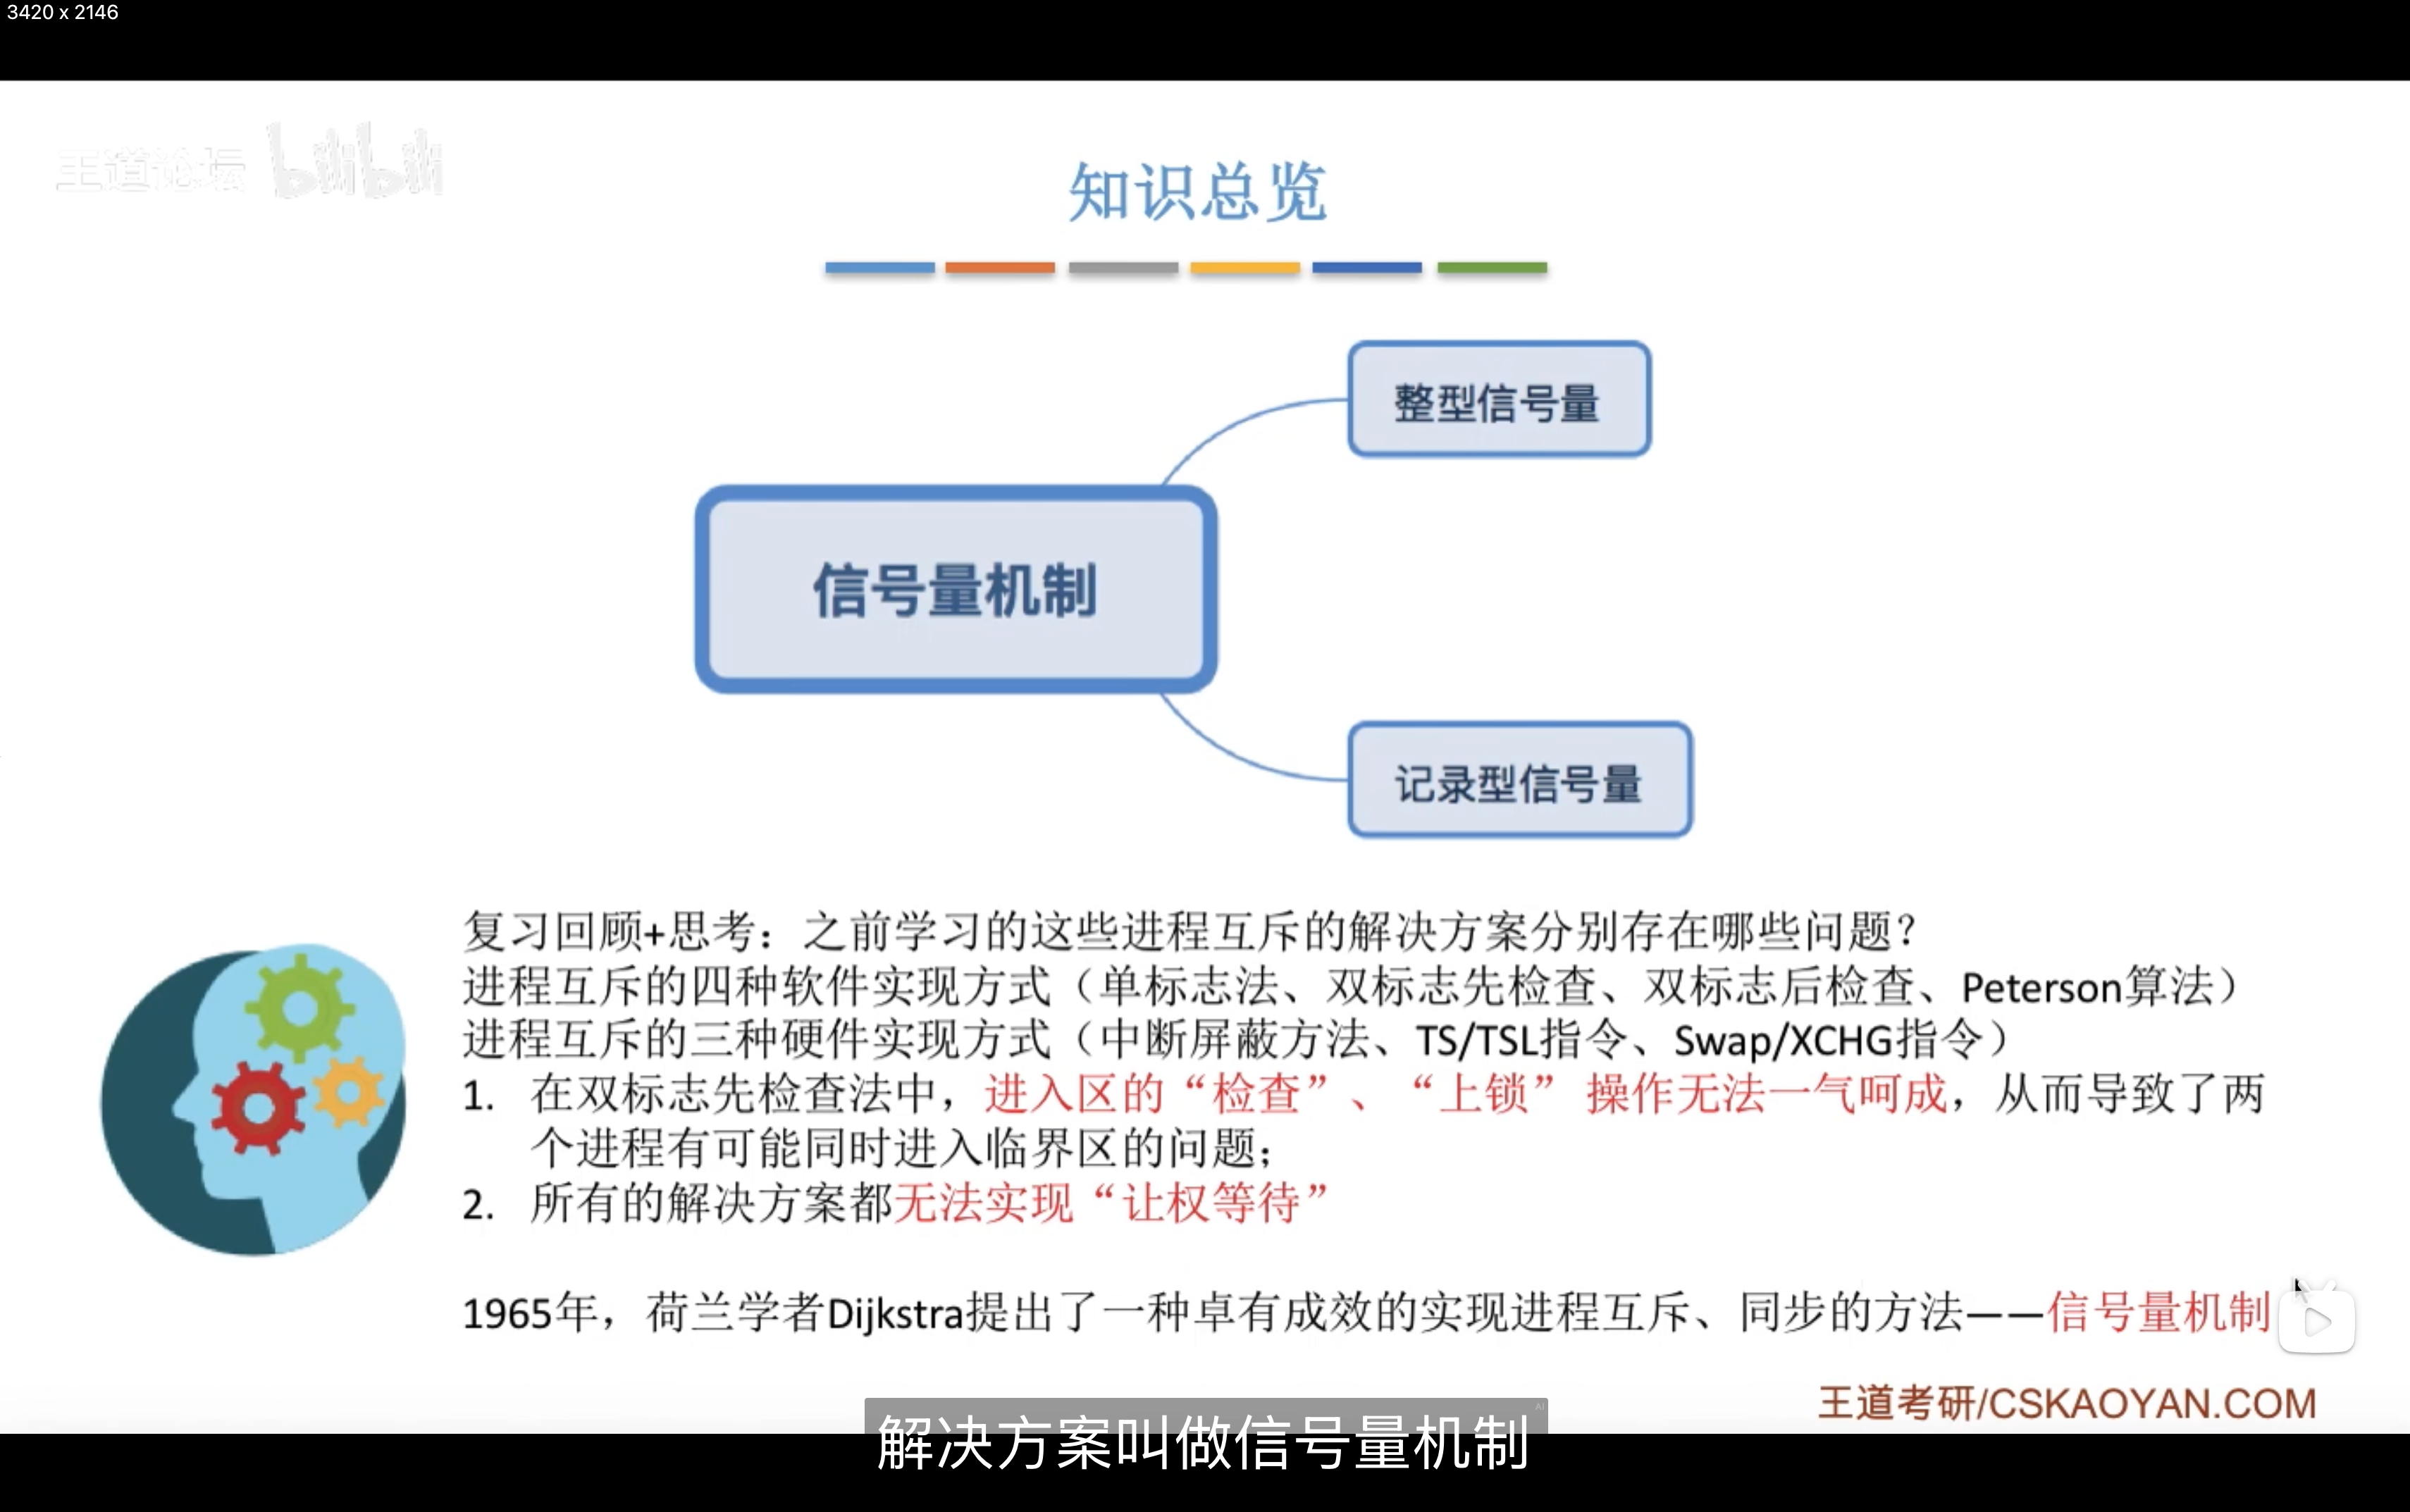 3420 x 2146
王道论坛 bilibili
知识总览
整型信号量
信号量机制
记录型信号量
复习回顾+思考：之前学习的这些进程互斥的解决方案分别存在哪些问题？
进程互斥的四种软件实现方式（单标志法、双标志先检查、双标志后检查、Peterson算法）
进程互斥的三种硬件实现方式（中断屏蔽方法、TS/TSL指令、Swap/XCHG指令）
1. 在双标志先检查法中，进入区的“检查”、“上锁” 操作无法一气呵成，从而导致了两
个进程有可能同时进入临界区的问题；
2. 所有的解决方案都无法实现“让权等待”
1965年，荷兰学者Dijkstra提出了一种卓有成效的实现进程互斥、同步的方法——信号量机制
王道考研/CSKAOYAN.COM
AI
解决方案叫做信号量机制